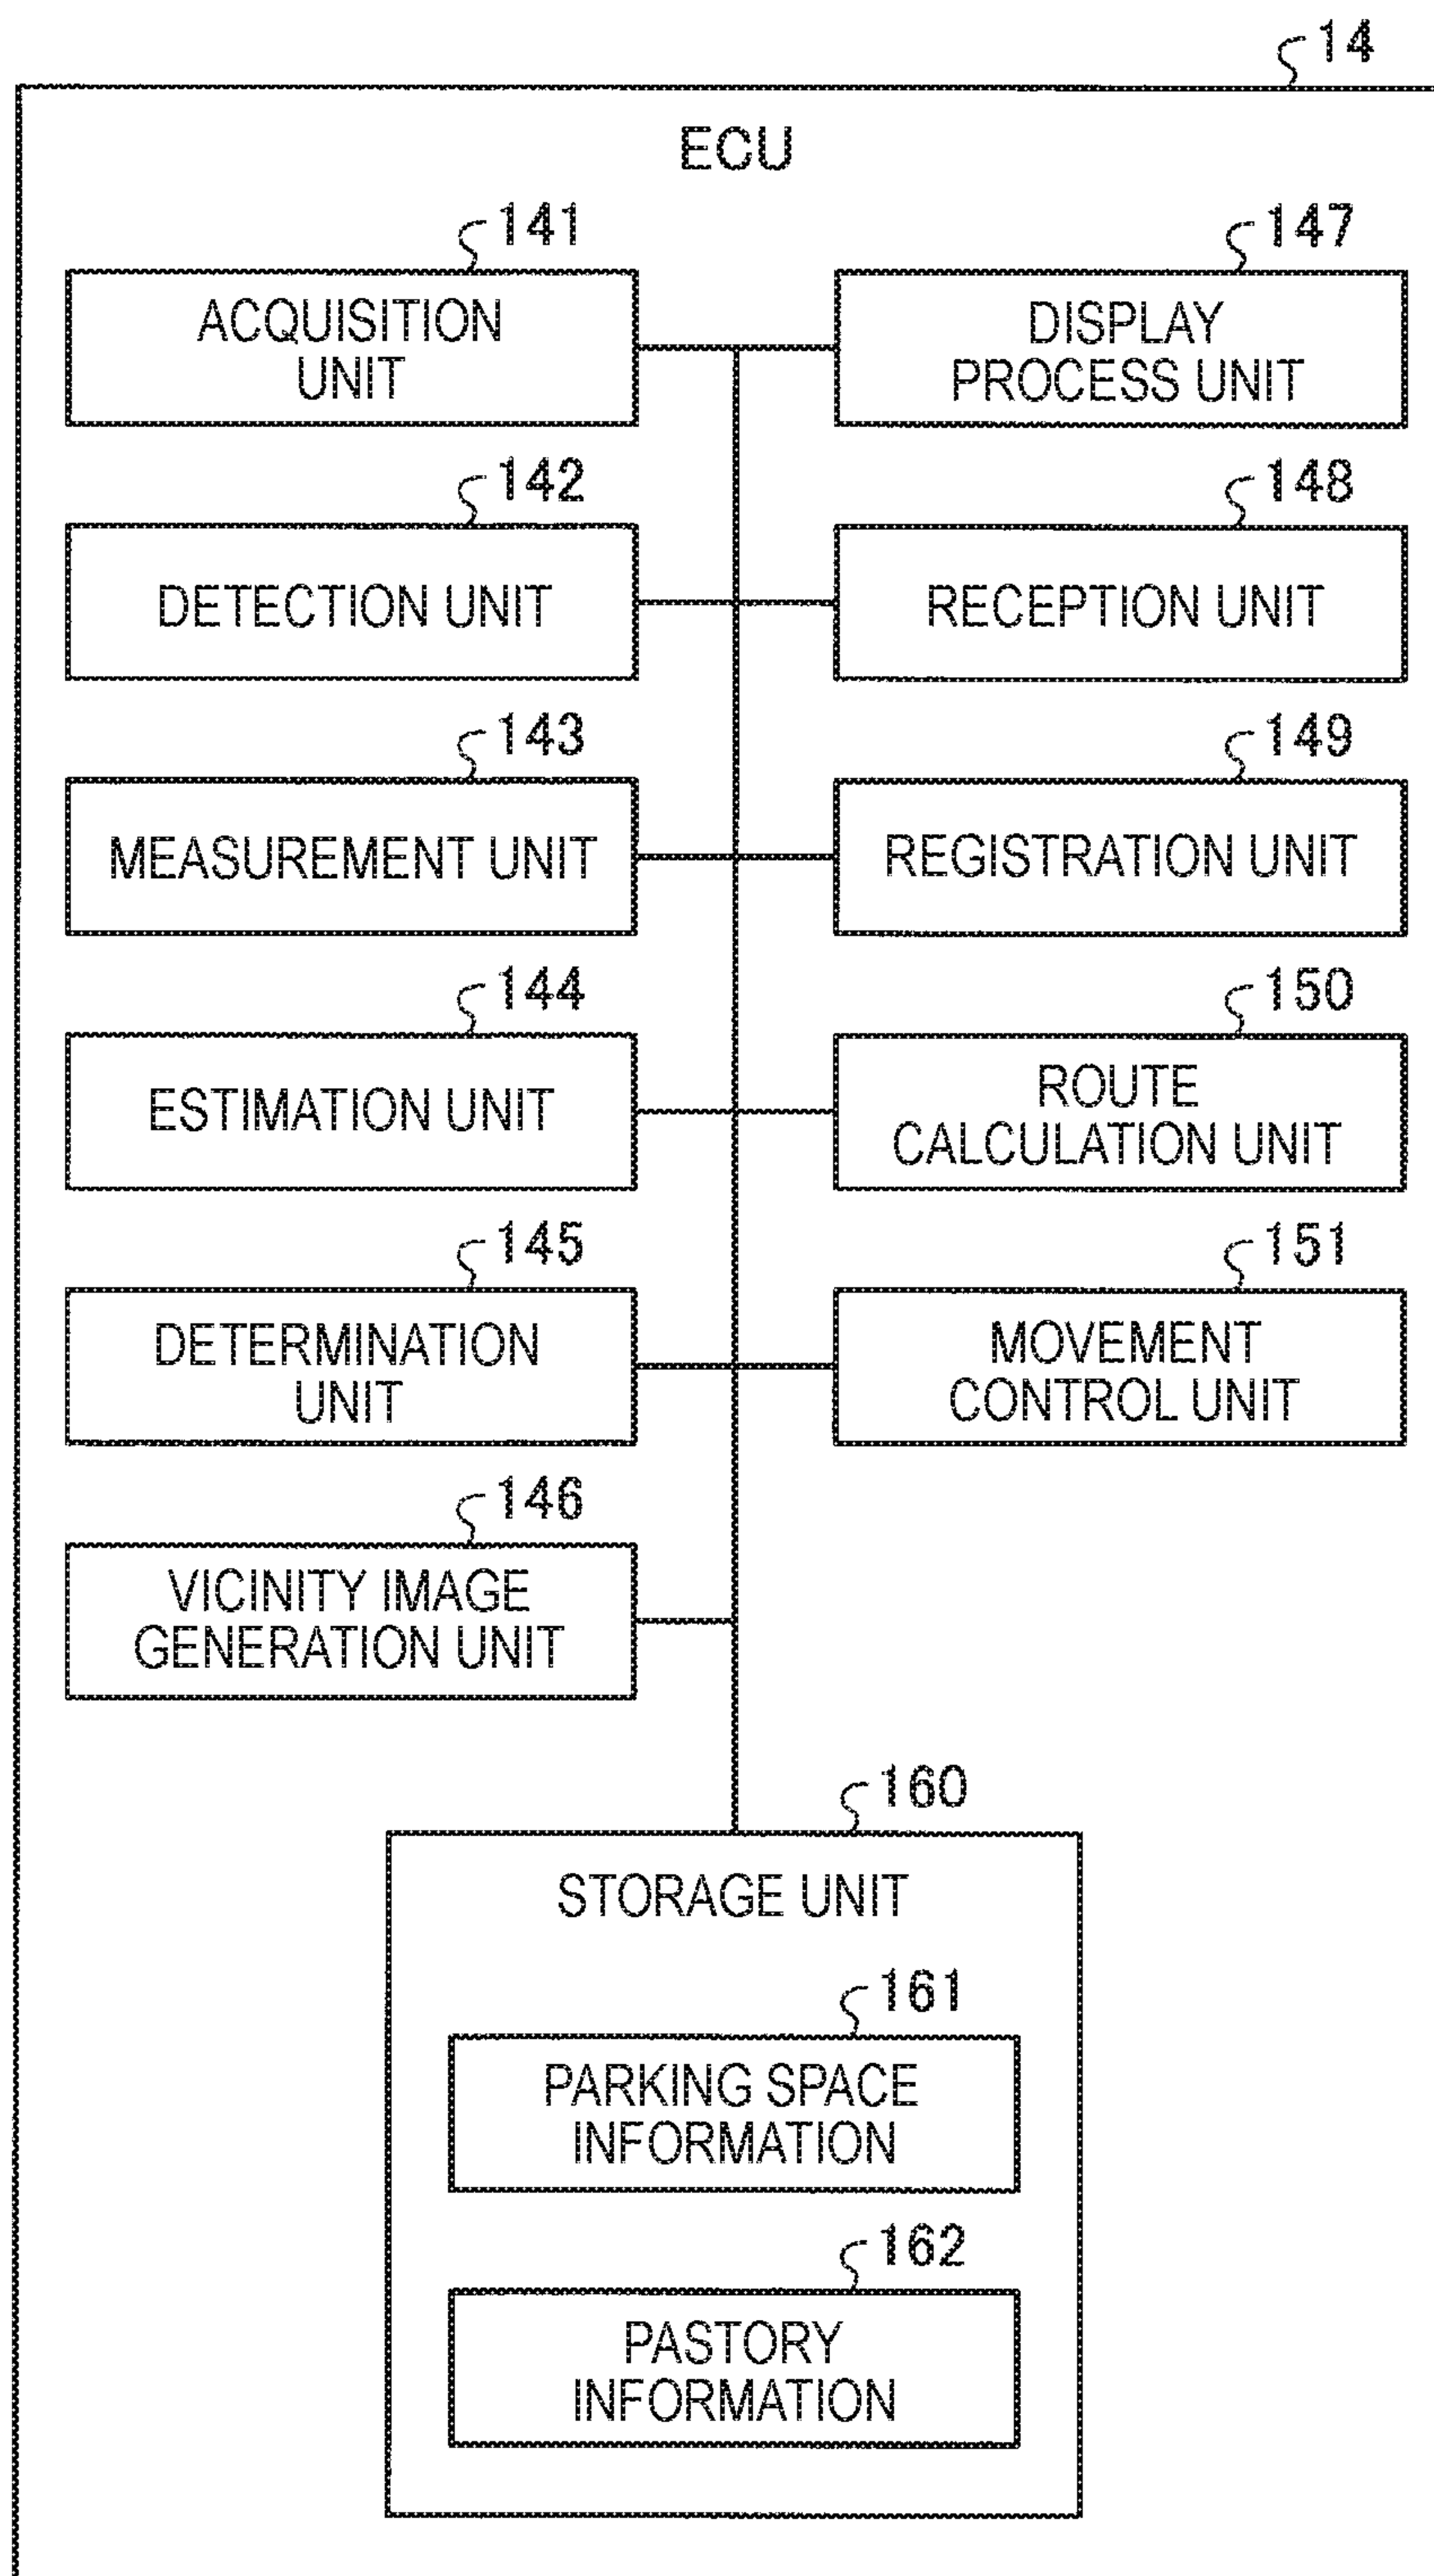 14
ECU
141
ACQUISITION
UNIT
147
DISPLAY
PROCESS UNIT
142
DETECTION UNIT
148
RECEPTION UNIT
143
MEASUREMENT UNIT
149
REGISTRATION UNIT
144
ESTIMATION UNIT
150
ROUTE
CALCULATION UNIT
145
DETERMINATION
UNIT
151
MOVEMENT
CONTROL UNIT
146
VICINITY IMAGE
GENERATION UNIT
160
STORAGE UNIT
161
PARKING SPACE
INFORMATION
162
PASTORY
INFORMATION